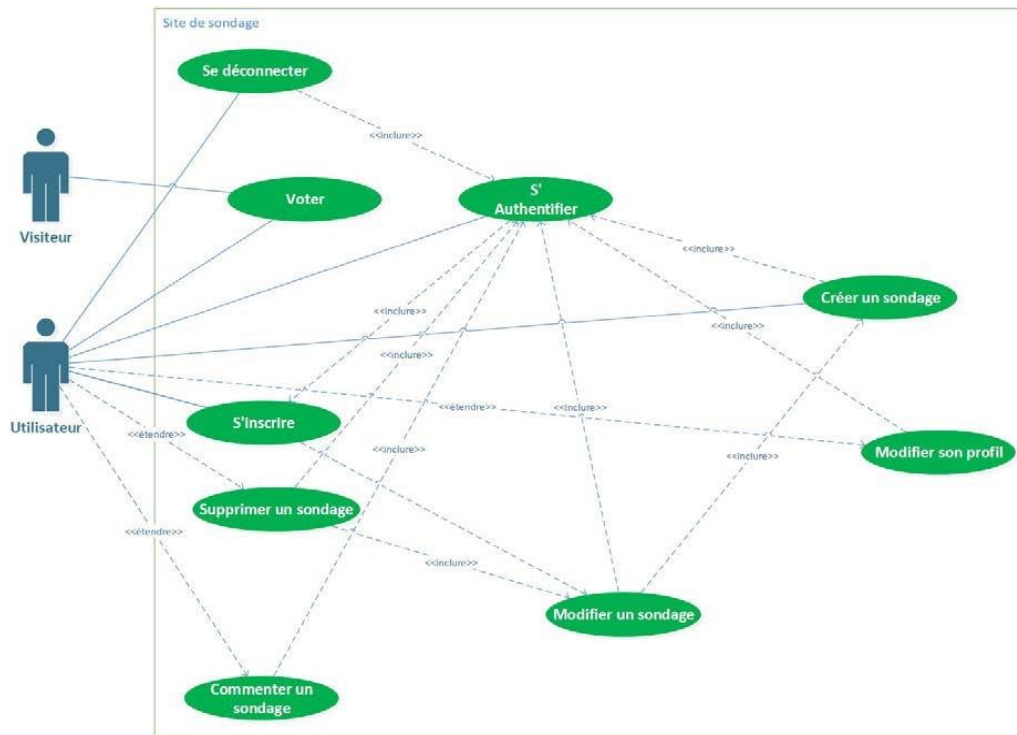 Site de sondage
Se déconnecter
<<inclure>>
Visiteur
Voter
S'
Authentifier
<<inclure>>
Créer un sondage
<<inclure>>
<<inclure>>
<<inclure>>
Utilisateur
<<étendre>>
S'inscrire
<<étendre>>
<<inclure>>
<<inclure>>
<<inclure>>
Modifier son profil
Supprimer un sondage
<<étendre>>
<<inclure>>
Modifier un sondage
Commenter un
sondage